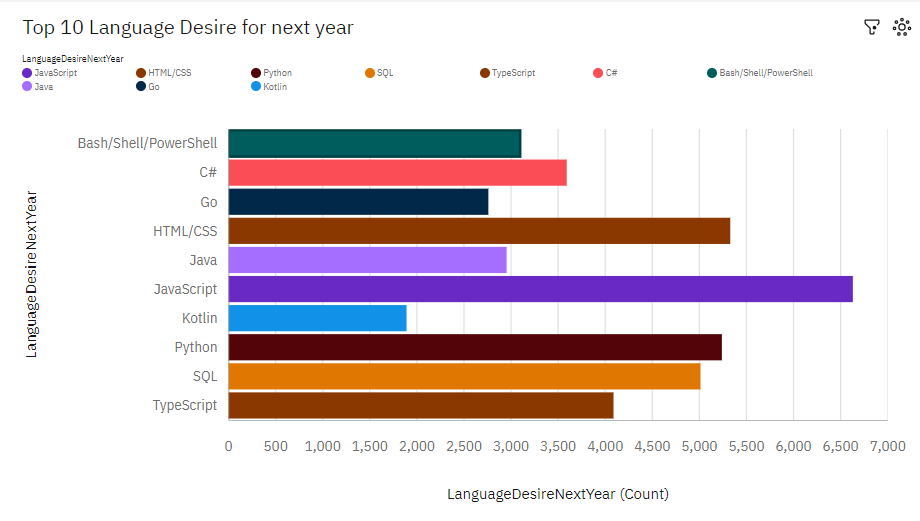 Top 10 Language Desire for next year
LanguageDesireNextYear
JavaScript HTML/CSS Python SQL TypeScript C# Bash/Shell/PowerShell
Java Go Kotlin
LanguageDesireNextYear
Bash/Shell/PowerShell
C#
Go
HTML/CSS
Java
JavaScript
Kotlin
Python
SQL
TypeScript
0 500 1,000 1,500 2,000 2,500 3,000 3,500 4,000 4,500 5,000 5,500 6,000 6,500 7,000
LanguageDesireNextYear (Count)